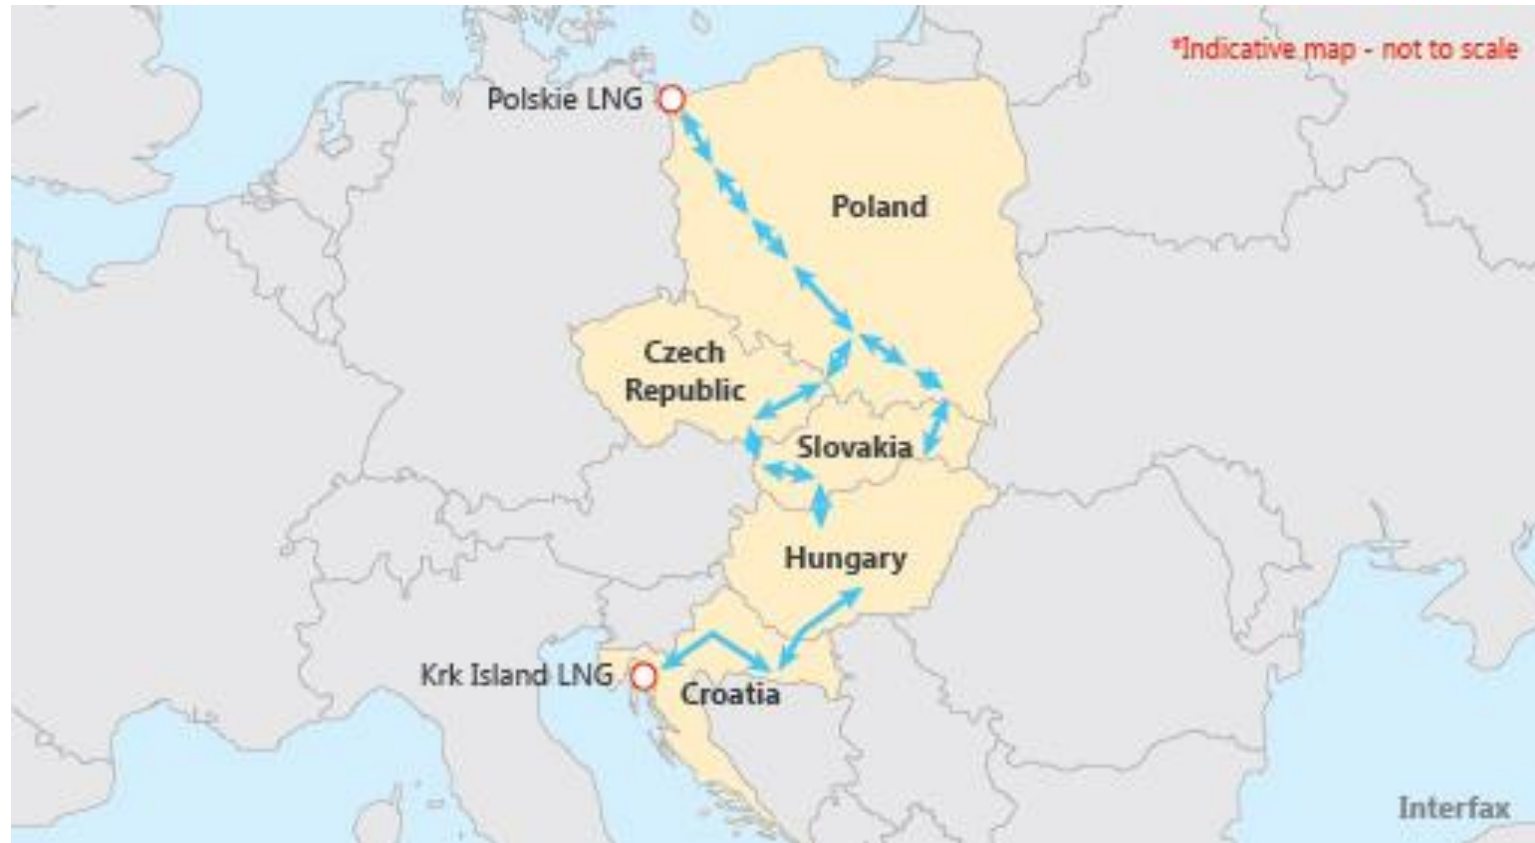 *Indicative map - not to scale
Polskie LNG
Poland
Czech
Republic
Slovakia
Hungary
Krk Island LNG
Croatia
Interfax